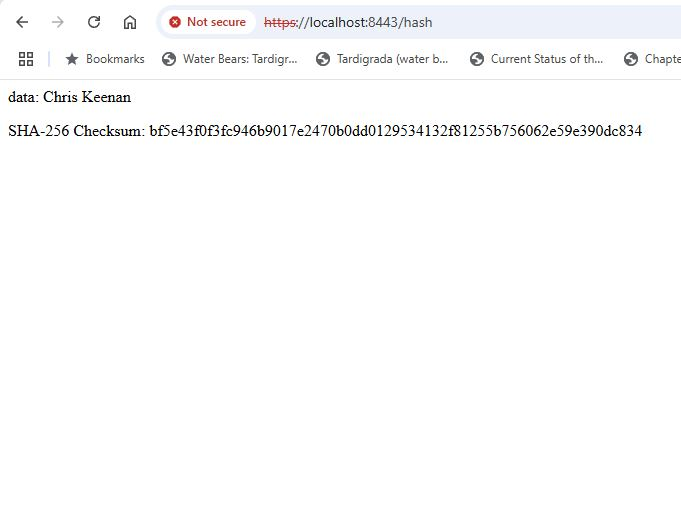 Not secure https://localhost:8443/hash
Bookmarks Water Bears: Tardigr... Tardigrada (water b... Current Status of th... Chapte
data: Chris Keenan
SHA-256 Checksum: bf5e43f0f3fc946b9017e2470b0dd0129534132f81255b756062e59e390dc834